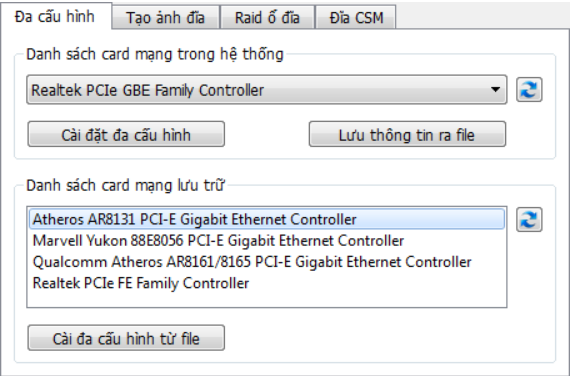 Đa cấu hình Tạo ảnh đĩa Raid ổ đĩa Đĩa CSM
Danh sách card mạng trong hệ thống
Realtek PCIe GBE Family Controller
Cài đặt đa cấu hình Lưu thông tin ra file
Danh sách card mạng lưu trữ
Atheros AR8131 PCI-E Gigabit Ethernet Controller
Marvell Yukon 88E8056 PCI-E Gigabit Ethernet Controller
Qualcomm Atheros AR8161/8165 PCI-E Gigabit Ethernet Controller
Realtek PCIe FE Family Controller
Cài đa cấu hình từ file